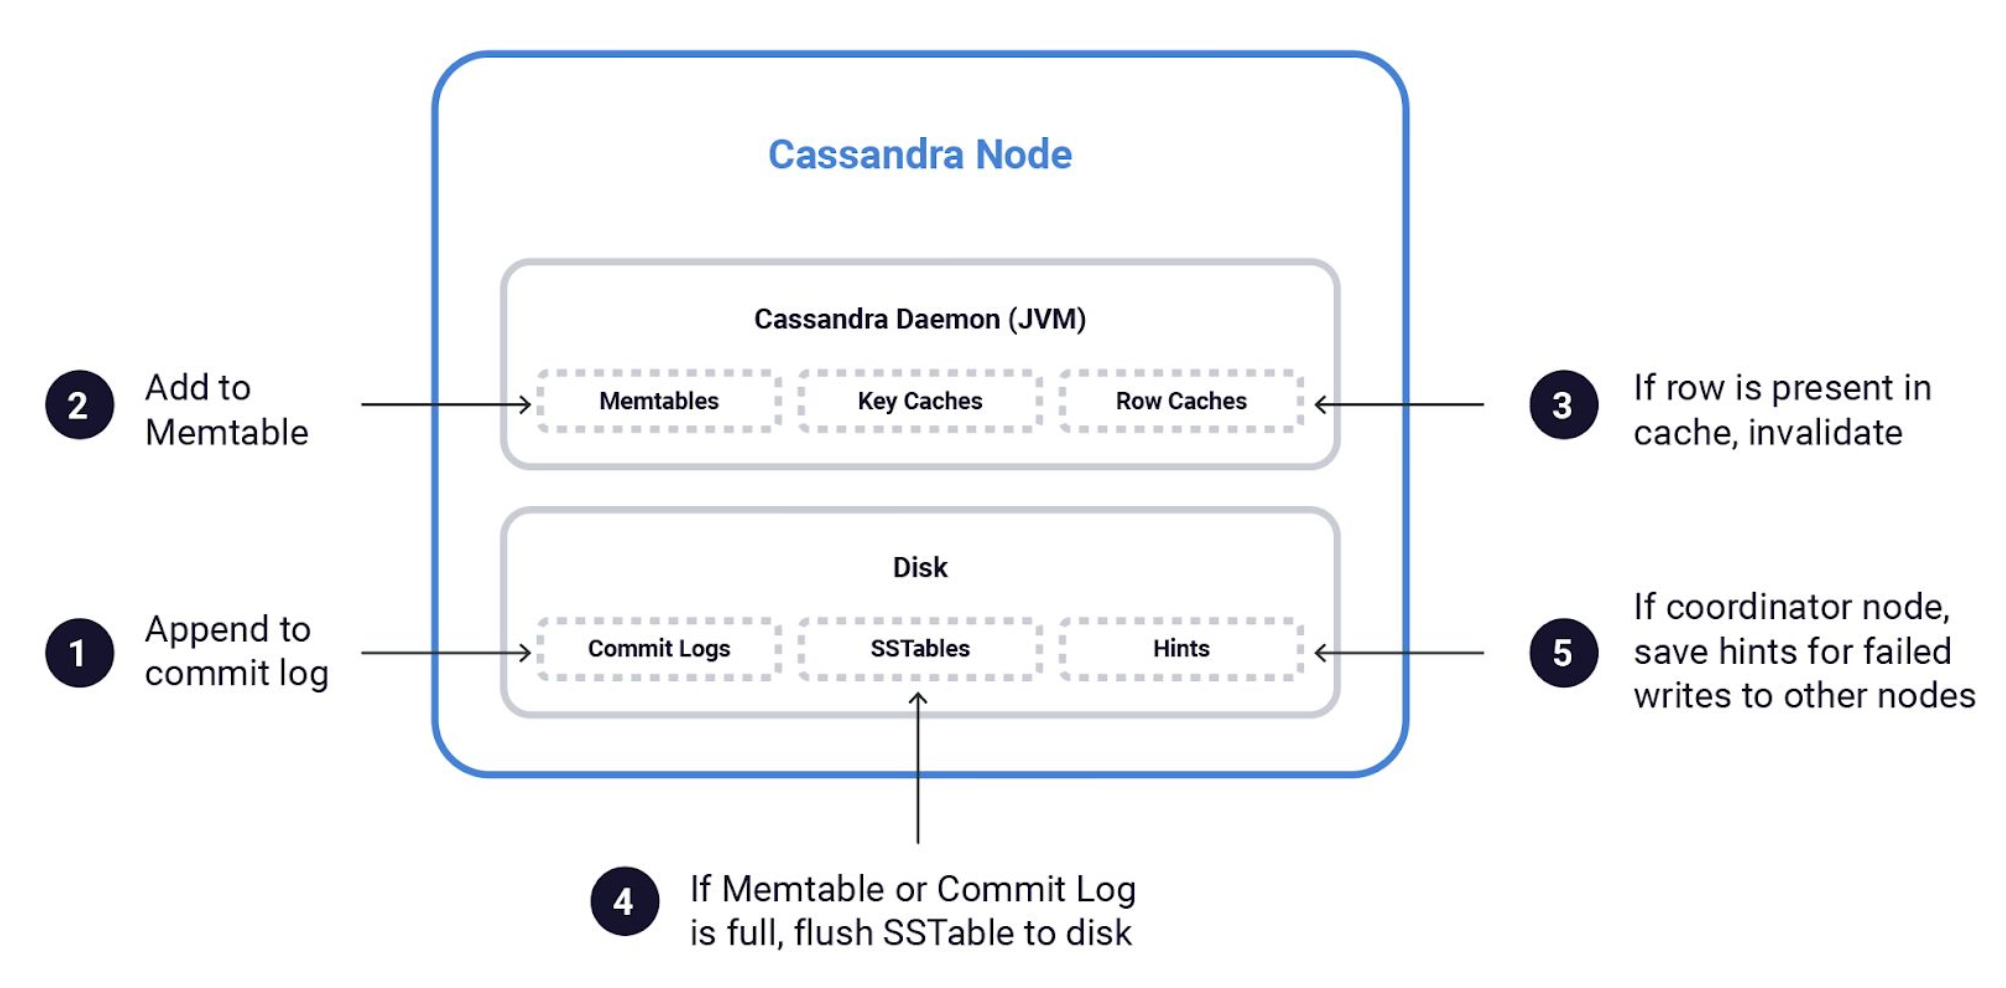 Cassandra Node
Cassandra Daemon (JVM)
Memtables
Key Caches
Row Caches
2
Add to
Memtable
3
If row is present in
cache, invalidate
Disk
Commit Logs
SSTables
Hints
1
Append to
commit log
5
If coordinator node,
save hints for failed
writes to other nodes
4
If Memtable or Commit Log
is full, flush SSTable to disk